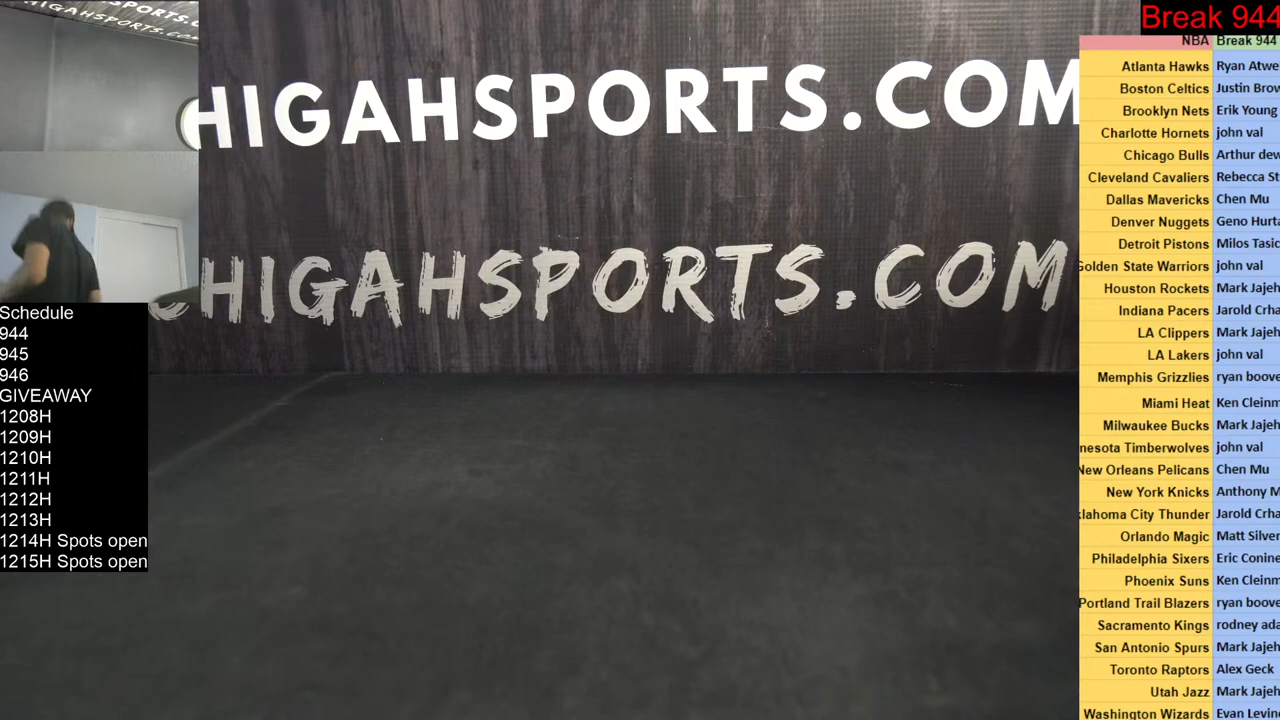 SPORTS.COM
HIGAHSPORTS.CO
HIGAHSPORTS.COM
HIGAHSPORTS.COM
Schedule
944
945
946
GIVEAWAY
1208H
1209H
1210H
1211H
1212H
1213H
1214H Spots open
1215H Spots open
Break 944
NBA Break 944
Atlanta Hawks Ryan Atwe
Boston Celtics Justin Brow
Brooklyn Nets Erik Young
Charlotte Hornets john val
Chicago Bulls Arthur dew
Cleveland Cavaliers Rebecca St
Dallas Mavericks Chen Mu
Denver Nuggets Geno Hurta
Detroit Pistons Milos Tasic
Golden State Warriors john val
Houston Rockets Mark Jajeh
Indiana Pacers Jarold Crha
LA Clippers Mark Jajeh
LA Lakers john val
Memphis Grizzlies ryan boove
Miami Heat Ken Cleinm
Milwaukee Bucks Mark Jajeh
nesota Timberwolves john val
New Orleans Pelicans Chen Mu
New York Knicks Anthony M
klahoma City Thunder Jarold Crha
Orlando Magic Matt Silver
Philadelphia Sixers Eric Conine
Phoenix Suns Ken Cleinm
Portland Trail Blazers ryan boove
Sacramento Kings rodney ada
San Antonio Spurs Mark Jajeh
Toronto Raptors Alex Geck
Utah Jazz Mark Jajeh
Washington Wizards Evan Levine